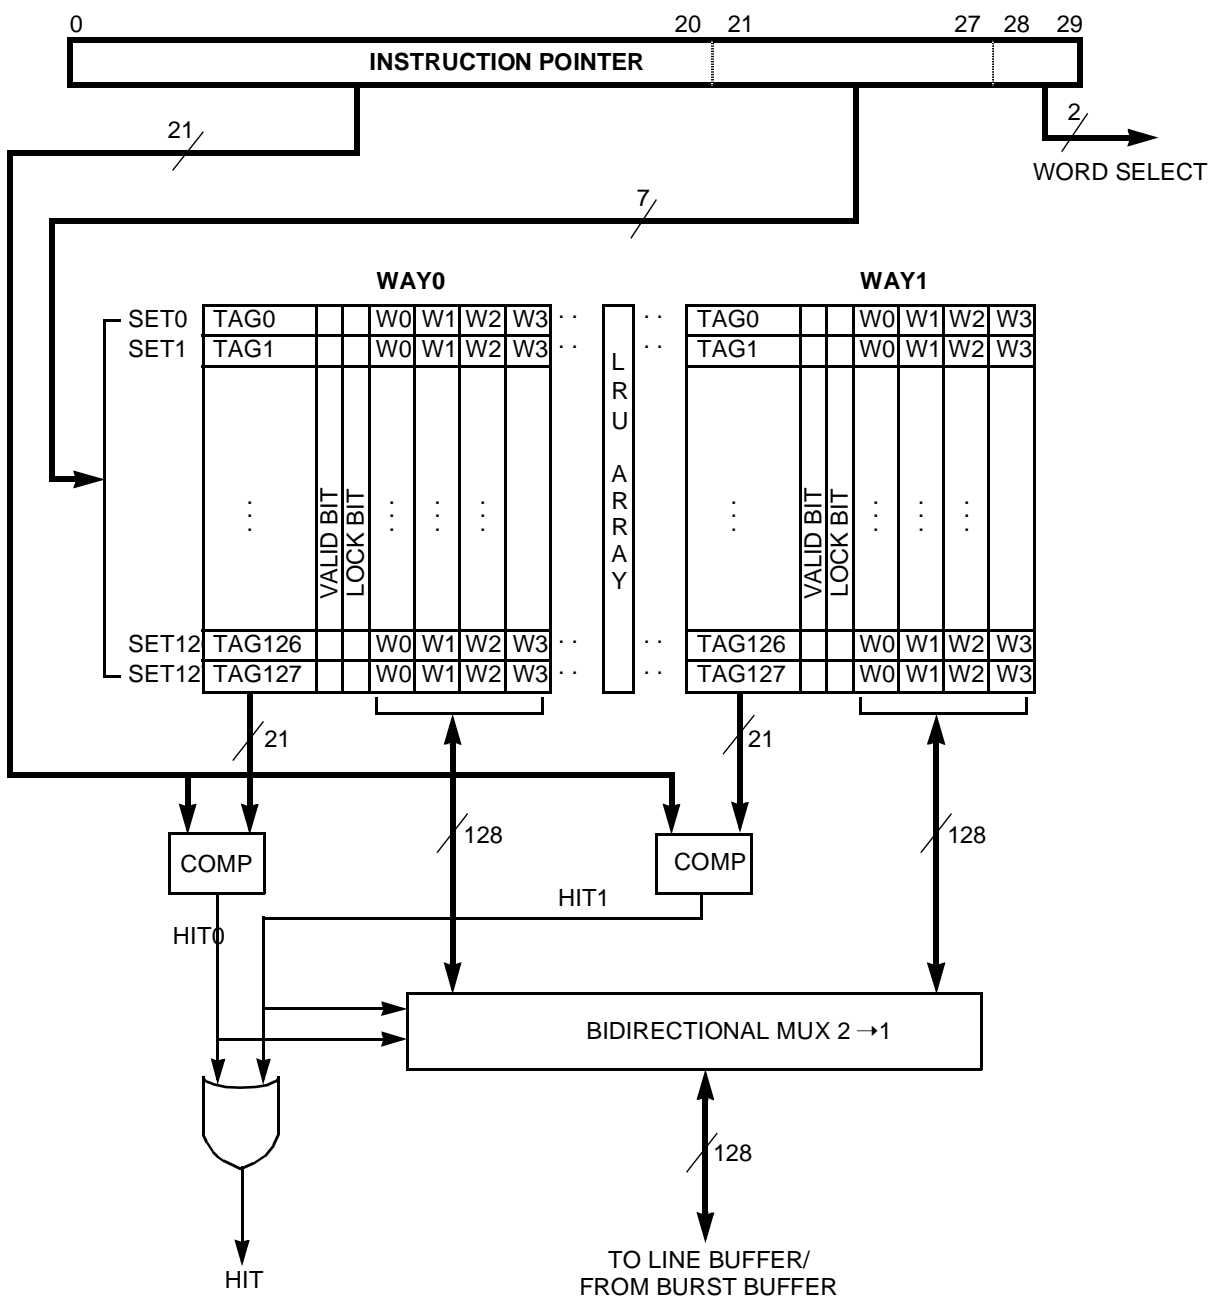 0 20 21 27 28 29
INSTRUCTION POINTER
21
2
WORD SELECT
7
WAY0 WAY1
SET0 TAG0 W0 W1 W2 W3 . . . . TAG0 W0 W1 W2 W3
SET1 TAG1 W0 W1 W2 W3 . . . . TAG1 W0 W1 W2 W3
LRU ARRAY
VALID BIT
LOCK BIT
VALID BIT
LOCK BIT
SET12 TAG126 W0 W1 W2 W3 . . . . TAG126 W0 W1 W2 W3
SET12 TAG127 W0 W1 W2 W3 . . . . TAG127 W0 W1 W2 W3
21 21
128 128
COMP COMP
HIT1
HIT0
BIDIRECTIONAL MUX 2 →1
128
TO LINE BUFFER/
FROM BURST BUFFER
HIT